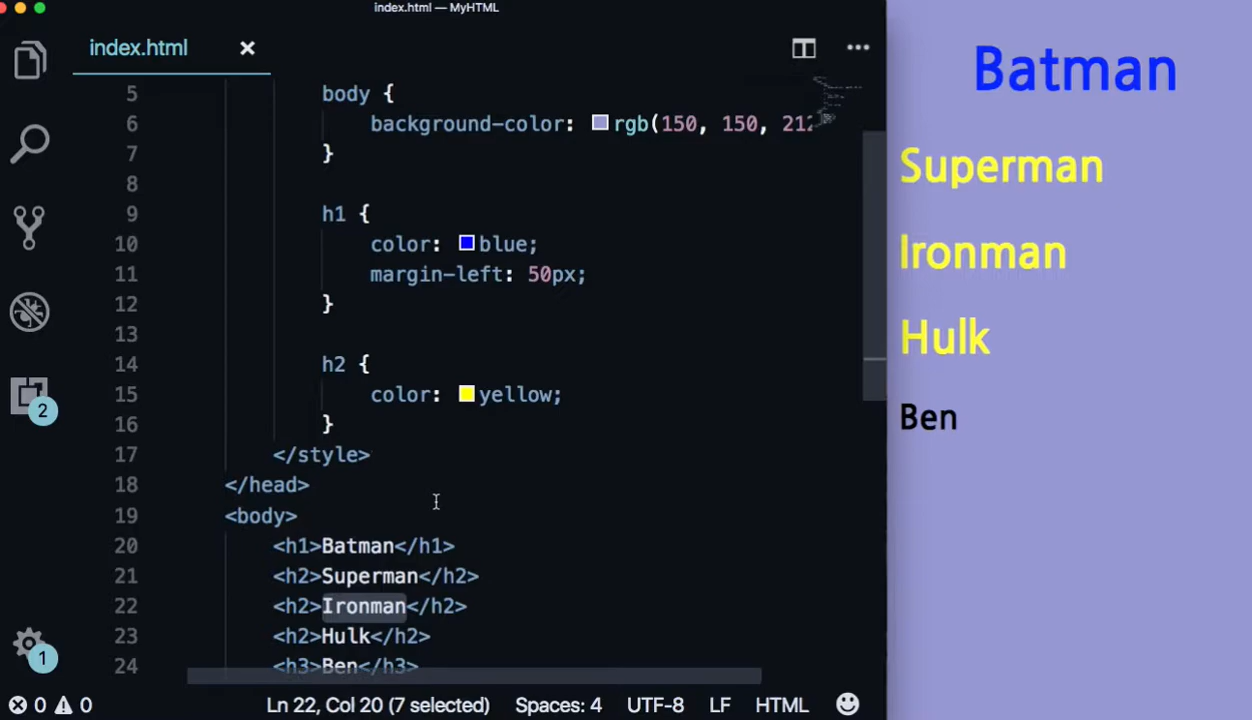 index.html — MyHTML
index.html
5 body {
6 background-color: rgb(150, 150, 212
7 }
8
9 h1 {
10 color: blue;
11 margin-left: 50px;
12 }
13
14 h2 {
15 color: yellow;
16 }
17 </style>
18 </head>
19 <body>
20 <h1>Batman</h1>
21 <h2>Superman</h2>
22 <h2>Ironman</h2>
23 <h2>Hulk</h2>
24 <h3>Ben</h3>
2
1
0 0 Ln 22, Col 20 (7 selected) Spaces: 4 UTF-8 LF HTML
Batman
Superman
Ironman
Hulk
Ben